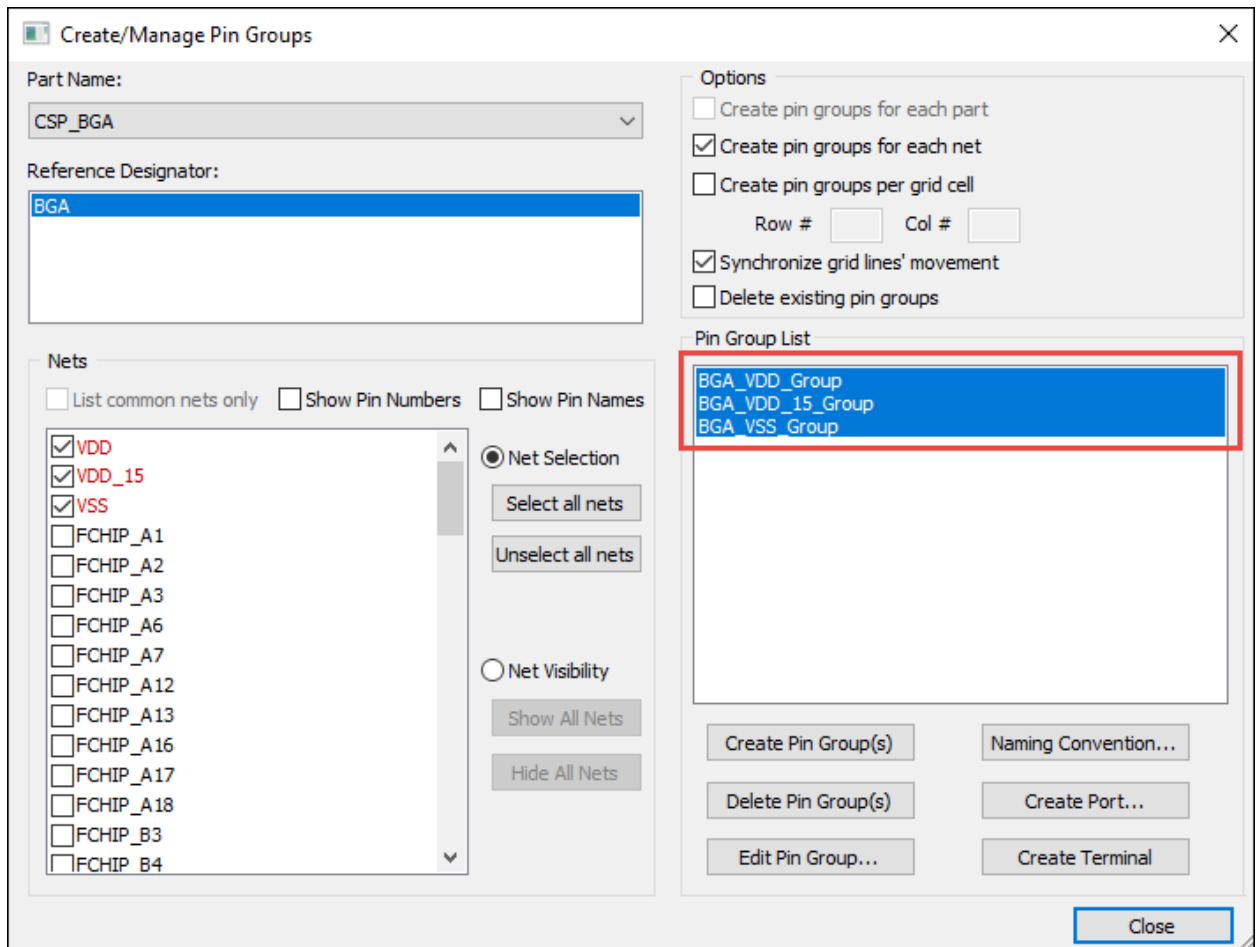 Create/Manage Pin Groups
Part Name:
CSP_BGA
Reference Designator:
BGA
Nets
List common nets only
Show Pin Numbers
Show Pin Names
VDD
VDD_15
VSS
FCHIP_A1
FCHIP_A2
FCHIP_A3
FCHIP_A6
FCHIP_A7
FCHIP_A12
FCHIP_A13
FCHIP_A16
FCHIP_A17
FCHIP_A18
FCHIP_B3
FCHIP_B4
Net Selection
Select all nets
Unselect all nets
Net Visibility
Show All Nets
Hide All Nets
Options
Create pin groups for each part
Create pin groups for each net
Create pin groups per grid cell
Row # Col #
Synchronize grid lines' movement
Delete existing pin groups
Pin Group List
BGA_VDD_Group
BGA_VDD_15_Group
BGA_VSS_Group
Create Pin Group(s)
Naming Convention...
Delete Pin Group(s)
Create Port...
Edit Pin Group...
Create Terminal
Close